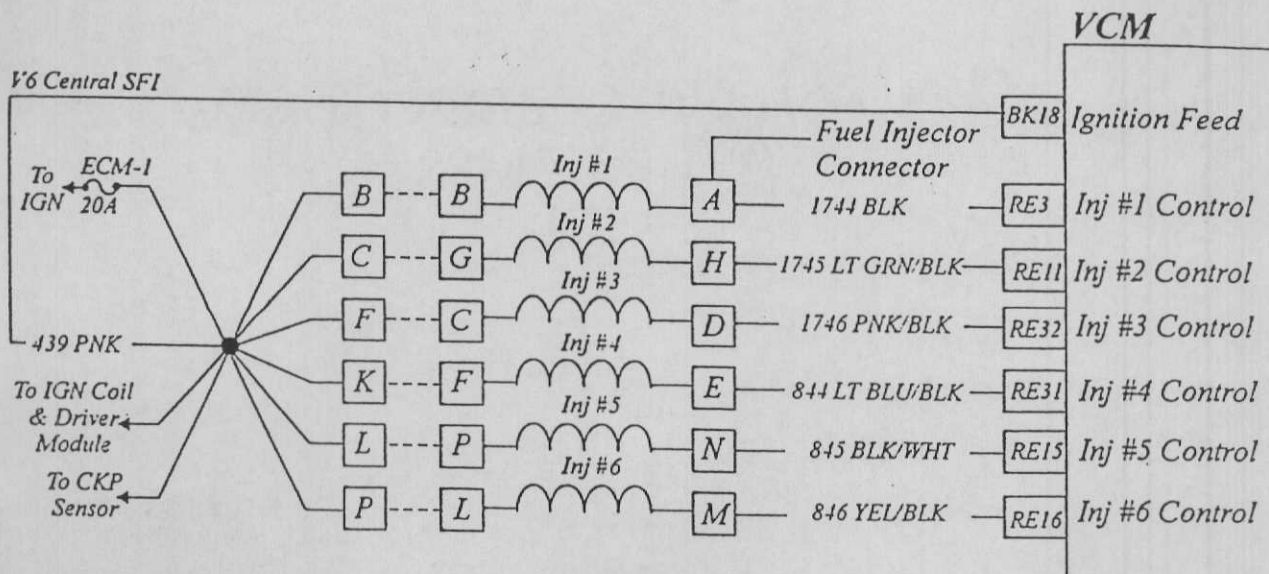 VCM
V6 Central SFI
BK18 Ignition Feed
Fuel Injector
Connector
To
IGN
ECM-1
20A
B B Inj #1 A 1744 BLK RE3 Inj #1 Control
C G Inj #2 H 1745 LT GRN/BLK RE11 Inj #2 Control
F C Inj #3 D 1746 PNK/BLK RE32 Inj #3 Control
439 PNK
K F Inj #4 E 844 LT BLU/BLK RE31 Inj #4 Control
To IGN Coil
& Driver
Module
L P Inj #5 N 845 BLK/WHT RE15 Inj #5 Control
To CKP
Sensor
P L Inj #6 M 846 YEL/BLK RE16 Inj #6 Control